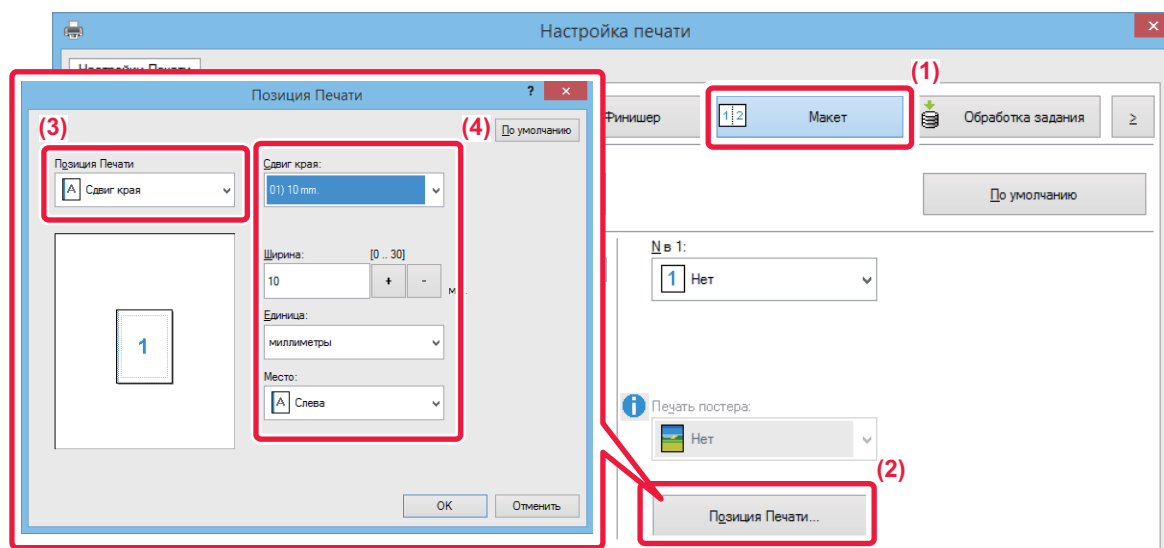 Настройка печати
Настройки Печати
(1)
Финишер
1 2
Макет
Обработка задания
>
По умолчанию
N в 1:
1
Нет
Печать постера:
Нет
(2)
Позиция Печати...
Позиция Печати
?
(3)
(4)
По умолчанию
Позиция Печати
A
Сдвиг края
1
Сдвиг края:
01) 10 mm.
Ширина:
[0 .. 30]
10
+
-
м
Единица:
миллиметры
Место:
A
Слева
OK
Отменить